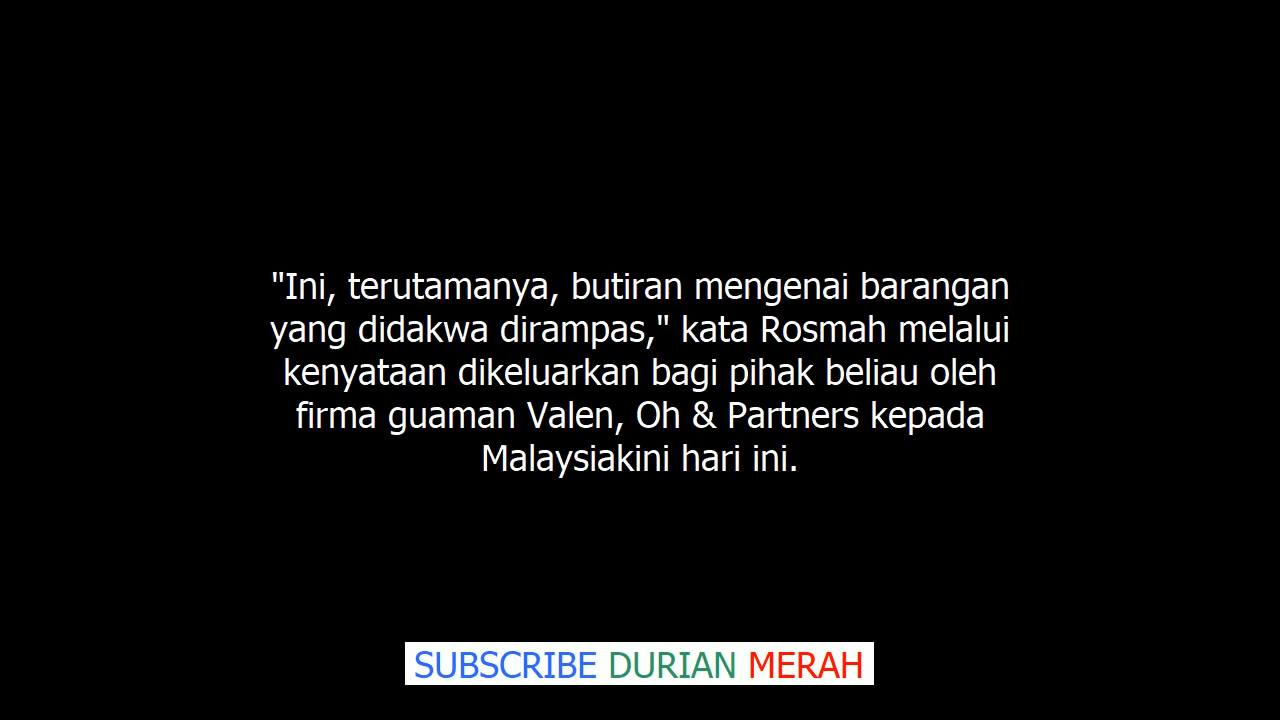 "Ini, terutamanya, butiran mengenai barangan
yang didakwa dirampas," kata Rosmah melalui
kenyataan dikeluarkan bagi pihak beliau oleh
firma guaman Valen, Oh & Partners kepada
Malaysiakini hari ini.
SUBSCRIBE DURIAN MERAH